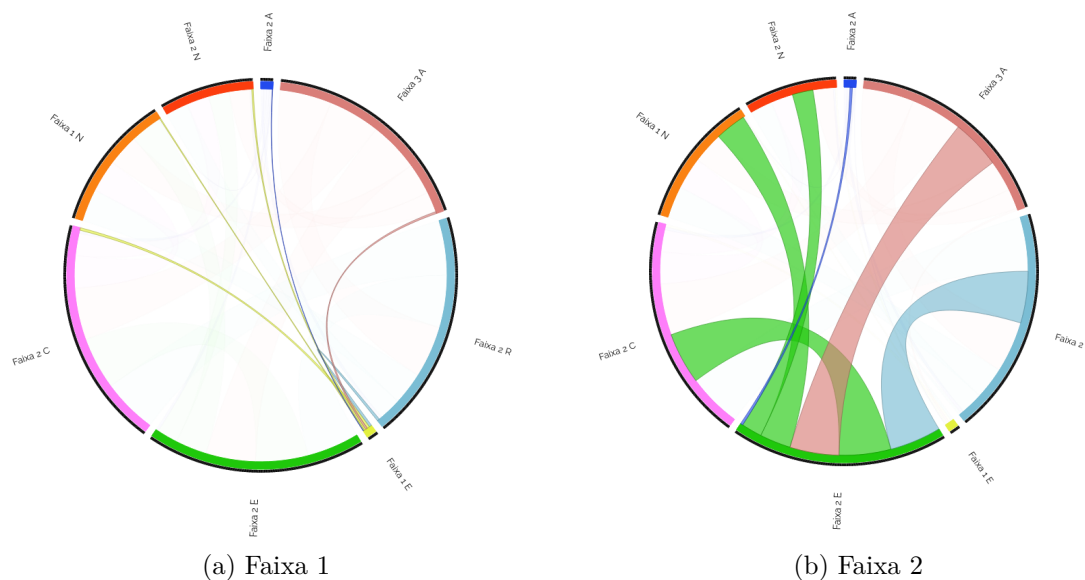 Faixa 2 A
Faixa 2 N
Faixa 3 A
Faixa 1 N
Faixa 2 R
Faixa 2 C
Faixa 1 E
Faixa 2 E
(a) Faixa 1
Faixa 2 A
Faixa 2 N
Faixa 3 A
Faixa 1 N
Faixa 2
Faixa 2 C
Faixa 1 E
Faixa 2 E
(b) Faixa 2